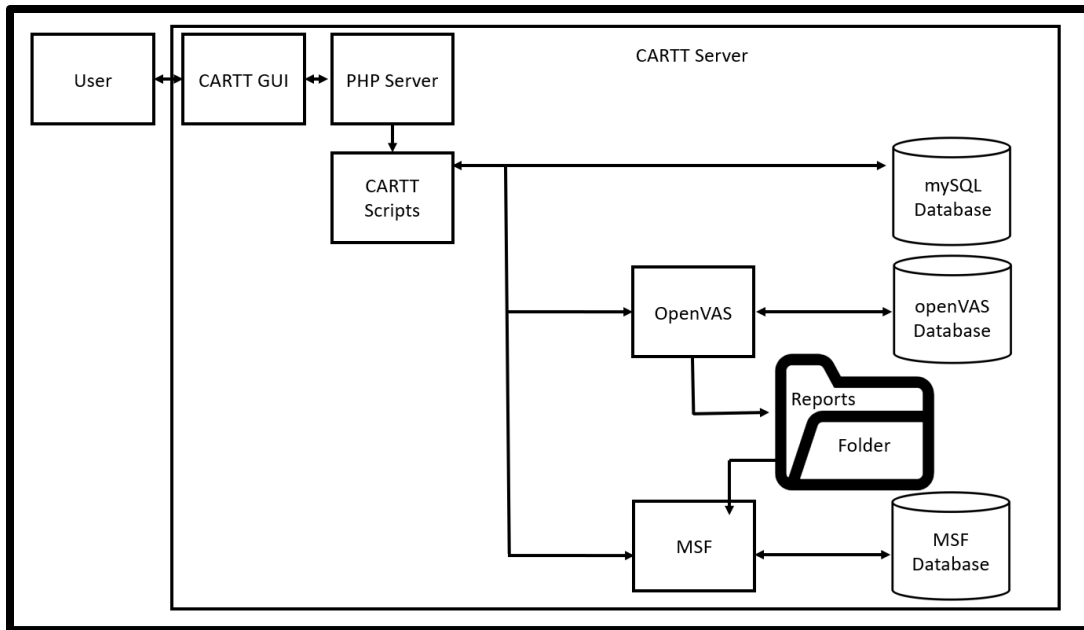 CARTT Server
User
CARTT GUI
PHP Server
CARTT
Scripts
mySQL
Database
OpenVAS
openVAS
Database
Reports
Folder
MSF
MSF
Database